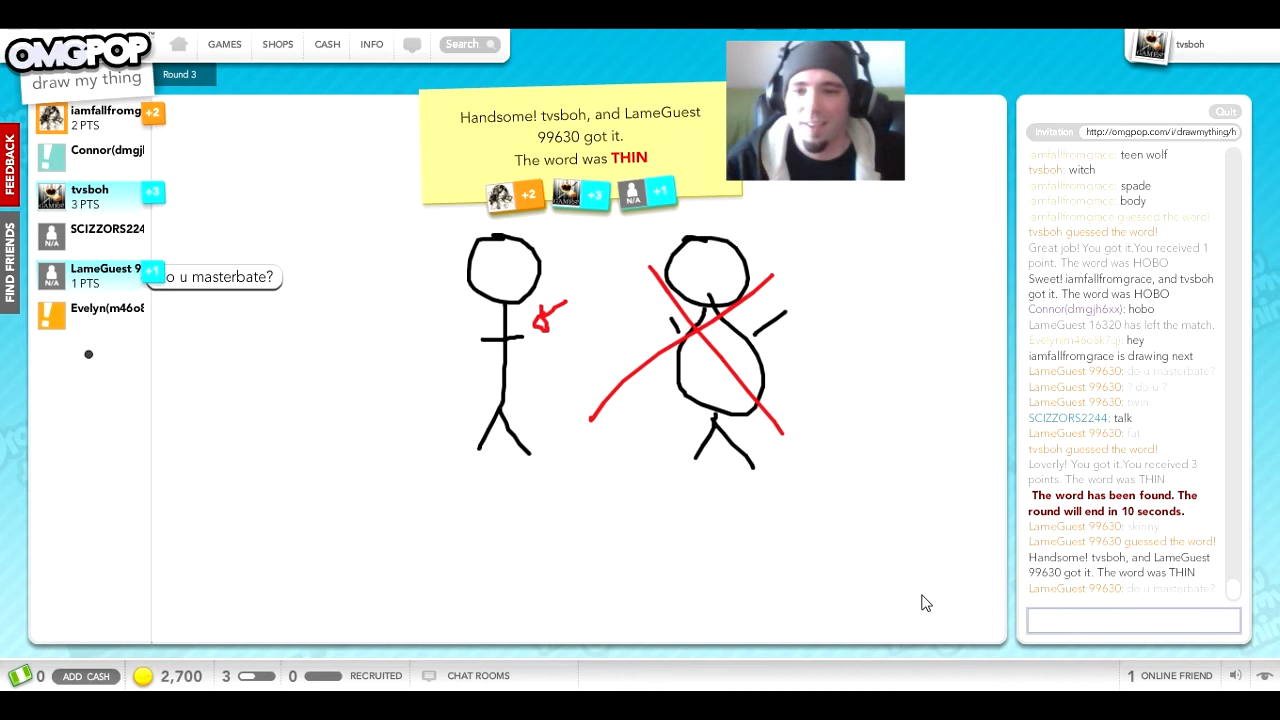 OMGPOP
draw my thing
GAMES
SHOPS
CASH
INFO
Search
tvsboh
Round 3
FEEDBACK
FIND FRIENDS
iamfallfromg
2 PTS
+2
Connor(dmgj
tvsboh
3 PTS
+3
SCIZZORS224
N/A
LameGuest 9
1 PTS
+1
N/A
o u masterbate?
Evelyn(m46o8
Handsome! tvsboh, and LameGuest
99630 got it.
The word was THIN
+2
+3
N/A
+1
Quit
Invitation
http://omgpop.com/i/drawmything/h
iamfallfromgrace: teen wolf
tvsboh: witch
iamfallfromgrace: spade
iamfallfromgrace: body
iamfallfromgrace guessed the word!
tvsboh guessed the word!
Great job! You got it.You received 1
point. The word was HOBO
Sweet! iamfallfromgrace, and tvsboh
got it. The word was HOBO
Connor(dmgjh6xx): hobo
LameGuest 16320 has left the match.
Evelyn(m46o8k7q): hey
iamfallfromgrace is drawing next
LameGuest 99630: do u masterbate?
LameGuest 99630: ? do u ?
LameGuest 99630: twin
SCIZZORS2244: talk
LameGuest 99630: fat
tvsboh guessed the word!
Loverly! You got it.You received 3
points. The word was THIN
The word has been found. The
round will end in 10 seconds.
LameGuest 99630: skinny
LameGuest 99630 guessed the word!
Handsome! tvsboh, and LameGuest
99630 got it. The word was THIN
LameGuest 99630: do u masterbate?
0
ADD CASH
2,700
3
0
RECRUITED
CHAT ROOMS
1 ONLINE FRIEND